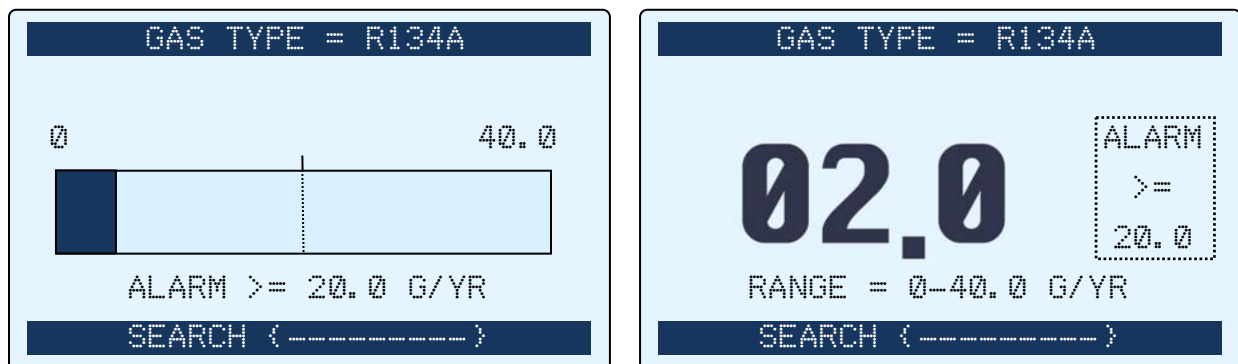 GAS TYPE = R134A
0 40.0
ALARM >= 20.0 G/YR
SEARCH {----------}
GAS TYPE = R134A
02.0
ALARM
>=
20.0
RANGE = 0-40.0 G/YR
SEARCH {----------}